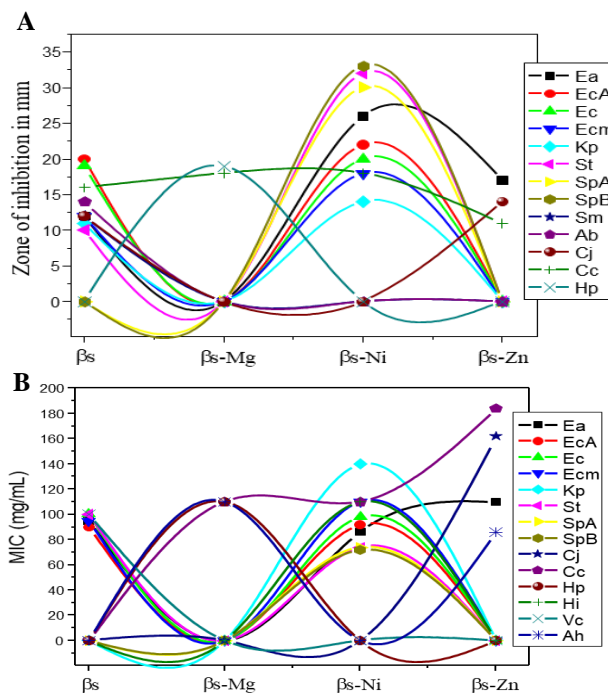 A
Zone of inhibition in mm
35
30
25
20
15
10
5
0
βs
βs-Mg
βs-Ni
βs-Zn
Ea
EcA
Ec
Ecm
Kp
St
SpA
SpB
Sm
Ab
Cj
Cc
Hp
B
MIC (mg/mL)
200
180
160
140
120
100
80
60
40
20
0
-20
βs
βs-Mg
βs-Ni
βs-Zn
Ea
EcA
Ec
Ecm
Kp
St
SpA
SpB
Cj
Cc
Hp
Hi
Vc
Ah